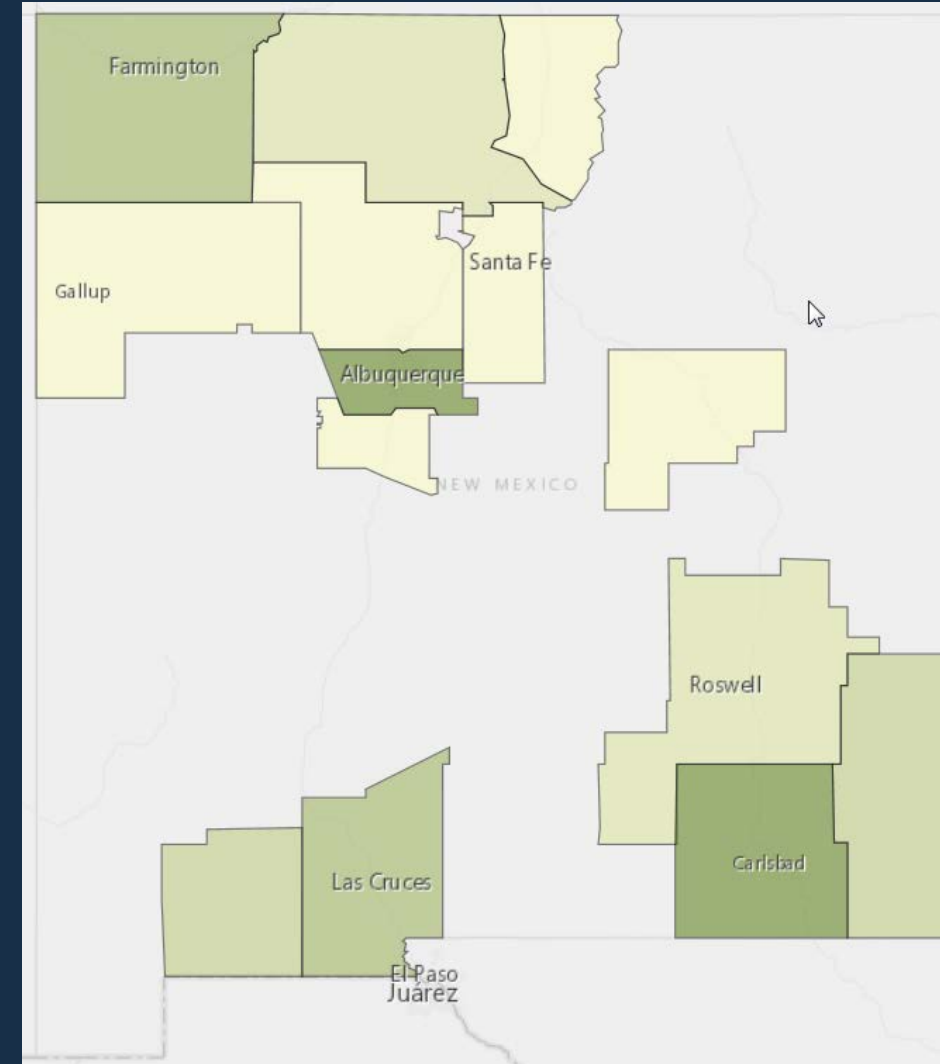 Farmington
Santa Fe
Gallup
Albuquerque
NEW MEXICO
Roswell
Carlsbad
Las Cruces
El Paso
Juárez